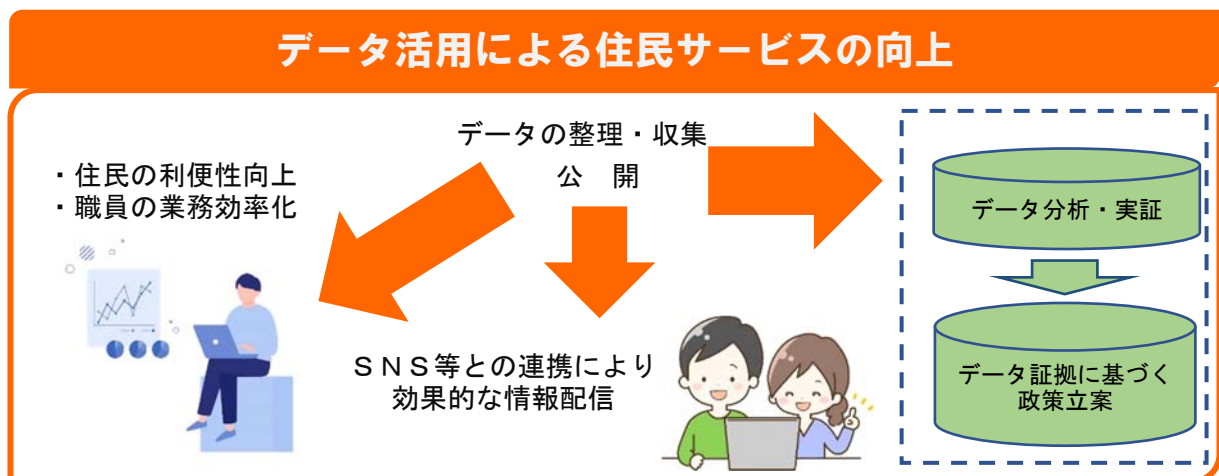 データ活用による住民サービスの向上
データの整理・収集
公　開
・住民の利便性向上
・職員の業務効率化
ＳＮＳ等との連携により
効果的な情報配信
データ分析・実証
データ証拠に基づく
政策立案